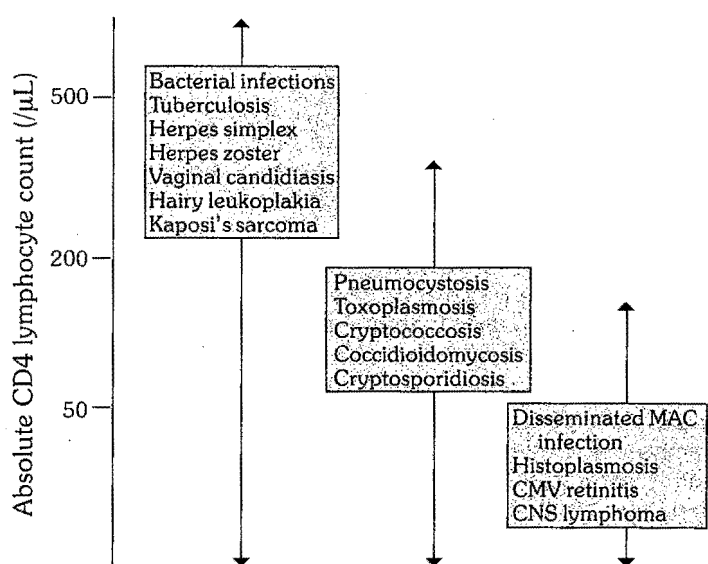 Absolute CD4 lymphocyte count (/μL)
500
200
50
Bacterial infections
Tuberculosis
Herpes simplex
Herpes zoster
Vaginal candidiasis
Hairy leukoplakia
Kaposi's sarcoma
Pneumocystosis
Toxoplasmosis
Cryptococcosis
Coccidioidomycosis
Cryptosporidiosis
Disseminated MAC
infection
Histoplasmosis
CMV retinitis
CNS lymphoma